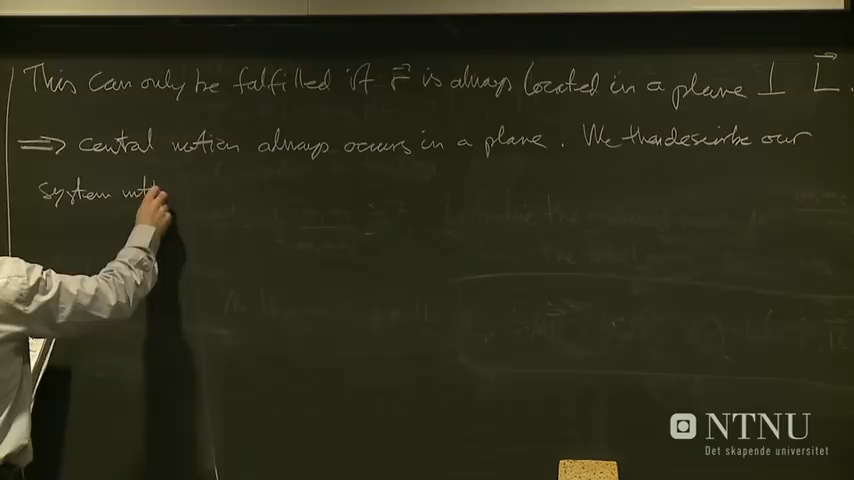 This can only be fulfilled if r⃗ is always located in a plane ⊥ L⃗.
⟹ central motion always occurs in a plane. We then describe our
system with
NTNU
Det skapende universitet